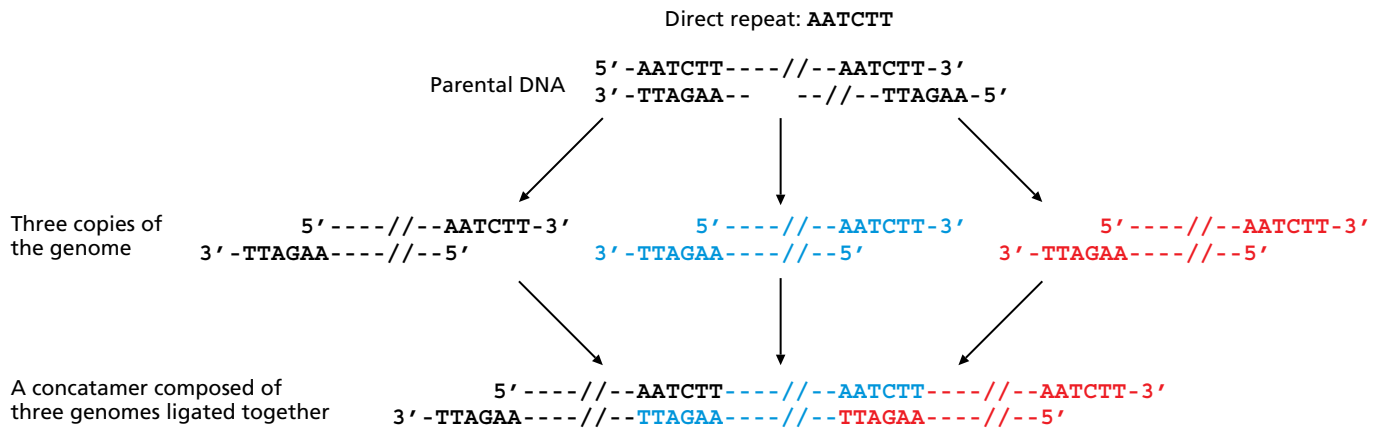 Direct repeat: AATCTT
Parental DNA
5′-AATCTT----//--AATCTT-3′
3′-TTAGAA--   --//--TTAGAA-5′
Three copies of
the genome
5′----//--AATCTT-3′ 5′----//--AATCTT-3′ 5′----//--AATCTT-3′
3′-TTAGAA----//--5′ 3′-TTAGAA----//--5′ 3′-TTAGAA----//--5′
A concatamer composed of
three genomes ligated together
5′----//--AATCTT----//--AATCTT----//--AATCTT-3′
3′-TTAGAA----//--TTAGAA----//--TTAGAA----//--5′